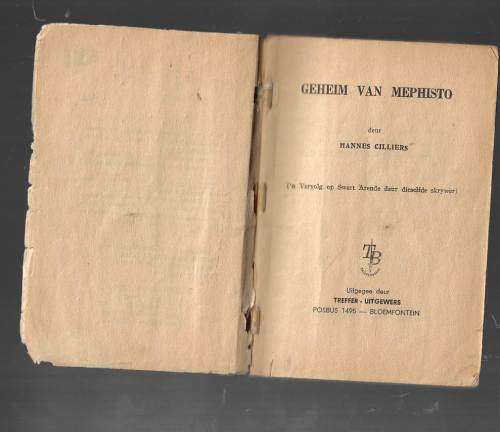 GEHEIM VAN MEPHISTO
deur
HANNES CILLIERS
('n Vervolg op Swart Arende deur dieselfde skrywer)
TB
Uitgegee deur
TREFFER - UITGEWERS
POSBUS 1495 — BLOEMFONTEIN